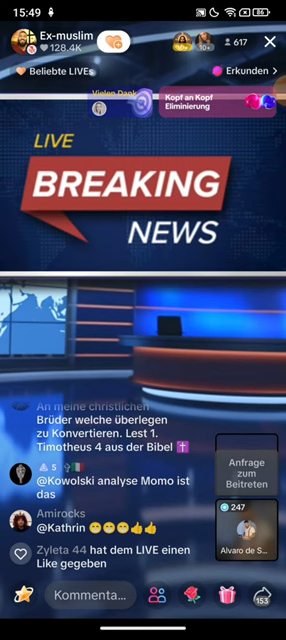 15:49
86
Ex-muslim
128.4K
10+
617
Beliebte LIVEs
Erkunden >
Vielen Dank
Kopf an Kopf
Eliminierung
LIVE
BREAKING
NEWS
An meine christlichen
Brüder welche überlegen
zu Konvertieren. Lest 1.
Timotheus 4 aus der Bibel ✝️
5 ✞🇮🇹
@Kowolski analyse Momo ist
das
Amirocks
@Kathrin 😁😁😁👍👍
Zyleta 44 hat dem LIVE einen
Like gegeben
Anfrage
zum
Beitreten
247
Alvaro de S...
Kommenta...
153